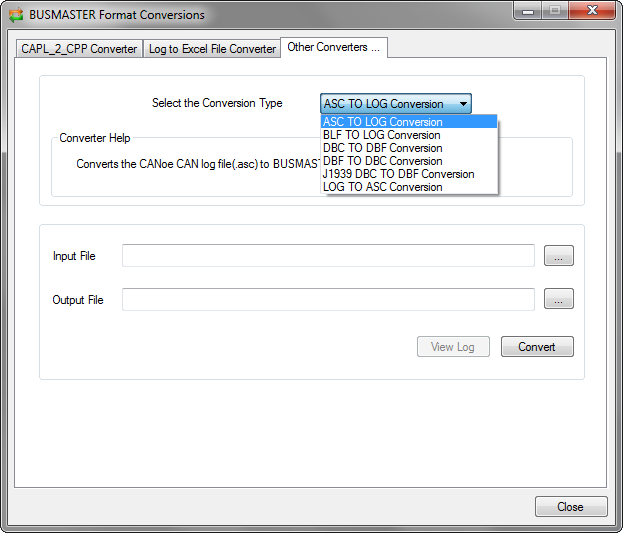 BUSMASTER Format Conversions
CAPL_2_CPP Converter
Log to Excel File Converter
Other Converters ...
Select the Conversion Type
ASC TO LOG Conversion
ASC TO LOG Conversion
BLF TO LOG Conversion
DBC TO DBF Conversion
DBF TO DBC Conversion
J1939 DBC TO DBF Conversion
LOG TO ASC Conversion
Converter Help
Converts the CANoe CAN log file(.asc) to BUSMAST
Input File
...
Output File
...
View Log
Convert
Close